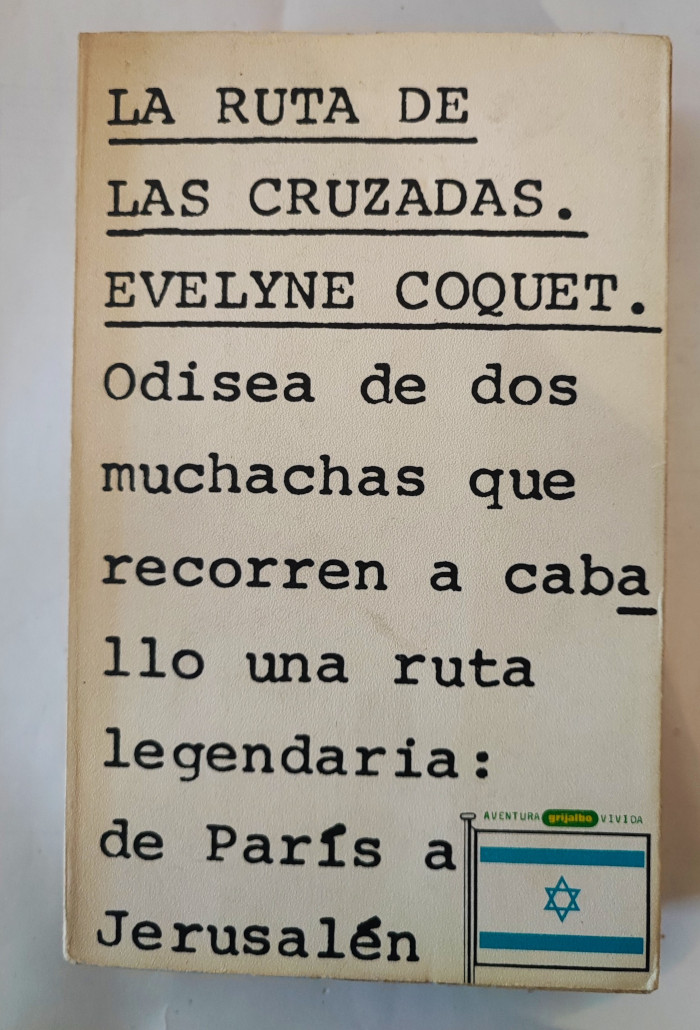 LA RUTA DE
LAS CRUZADAS.
EVELYNE COQUET.
Odisea de dos
muchachas que
recorren a caba
llo una ruta
legendaria:
de París a
Jerusalén
AVENTURA grijalbo VIVIDA